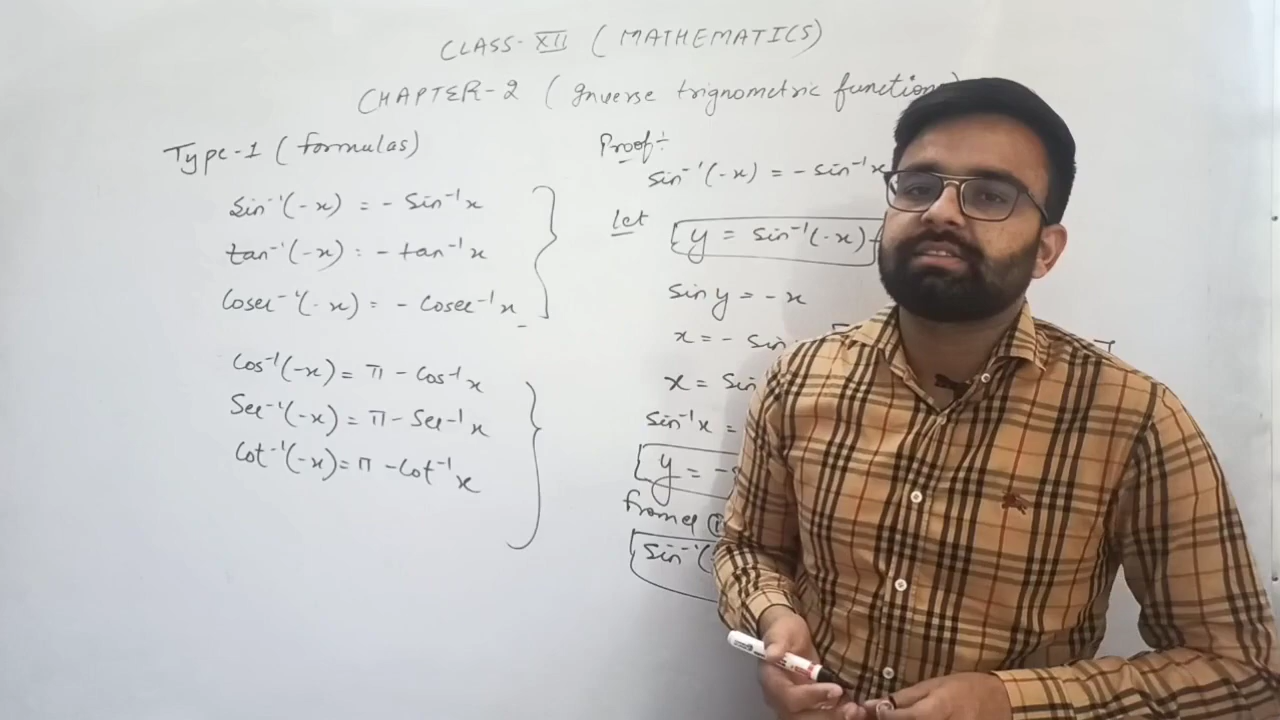 CLASS-XII (MATHEMATICS)
CHAPTER-2 (Inverse trignometric functions)
Type-1 (formulas)
Sin⁻¹(-x) = - Sin⁻¹x
tan⁻¹(-x) = - tan⁻¹x
Cosec⁻¹(-x) = - Cosec⁻¹x
Cos⁻¹(-x) = π - Cos⁻¹x
Sec⁻¹(-x) = π - Sec⁻¹x
Cot⁻¹(-x) = π - Cot⁻¹x
Proof:-
Sin⁻¹(-x) = - Sin⁻¹x
Let
y = Sin⁻¹(-x)
Sin y = - x
x = - Sin
x = Sin
Sin⁻¹x =
y = -
Sin⁻¹(